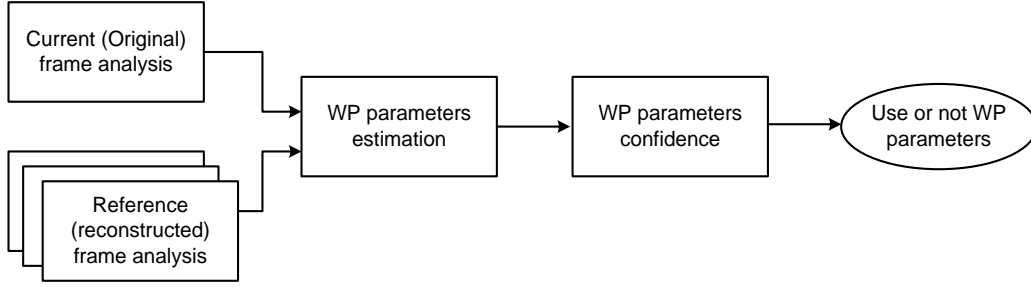 Current (Original)
frame analysis
Reference
(reconstructed)
frame analysis
WP parameters
estimation
WP parameters
confidence
Use or not WP
parameters